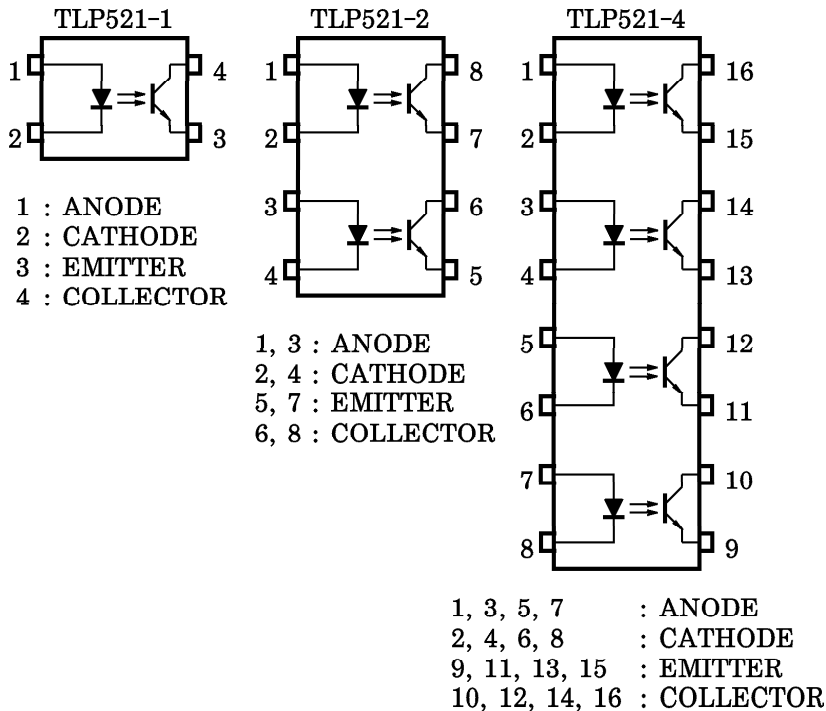 TLP521-1
1
2
4
3
1 : ANODE
2 : CATHODE
3 : EMITTER
4 : COLLECTOR
TLP521-2
1
2
3
4
8
7
6
5
1, 3 : ANODE
2, 4 : CATHODE
5, 7 : EMITTER
6, 8 : COLLECTOR
TLP521-4
1
2
3
4
5
6
7
8
16
15
14
13
12
11
10
9
1, 3, 5, 7 : ANODE
2, 4, 6, 8 : CATHODE
9, 11, 13, 15 : EMITTER
10, 12, 14, 16 : COLLECTOR